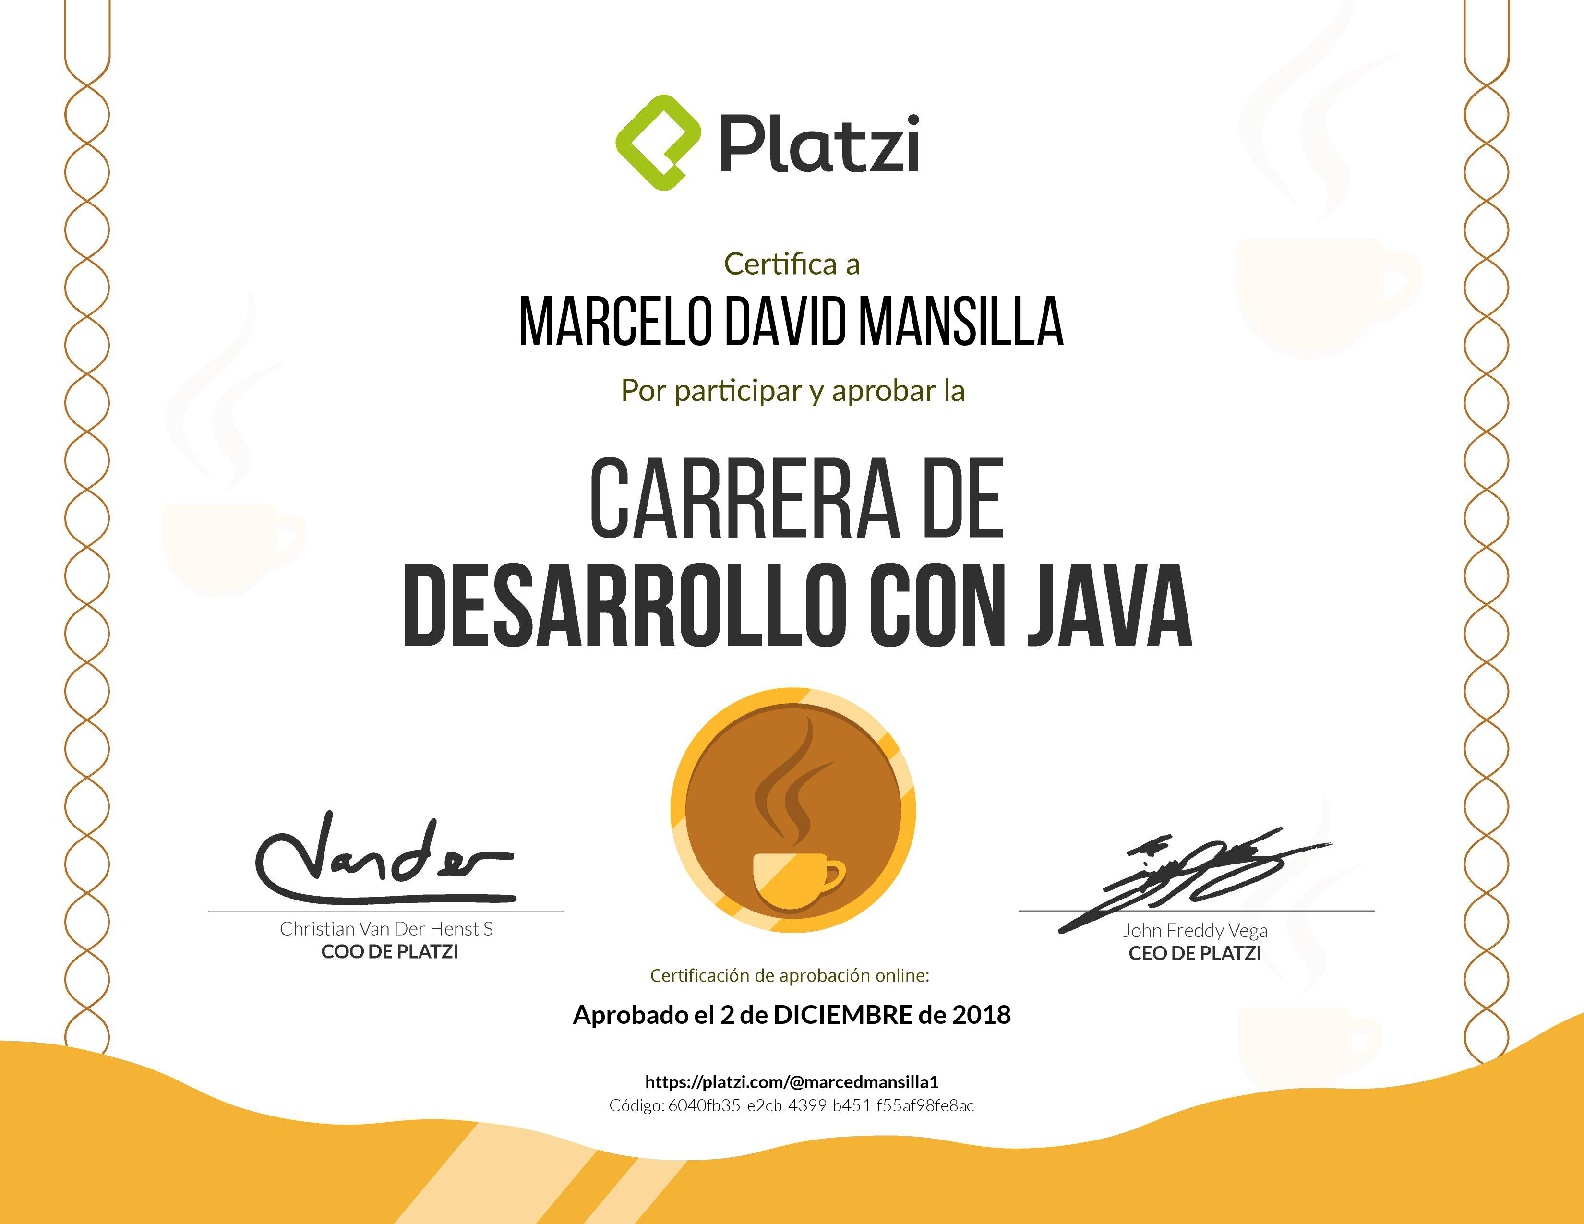 Platzi
Certifica a
MARCELO DAVID MANSILLA
Por participar y aprobar la
CARRERA DE
DESARROLLO CON JAVA
Vander
Christian Van Der Henst S
COO DE PLATZI
John Freddy Vega
CEO DE PLATZI
Certificación de aprobación online:
Aprobado el 2 de DICIEMBRE de 2018
https://platzi.com/@marcedmansilla1
Código: 6040fb35-e2cb-4399-b451-f55af98fe8ac